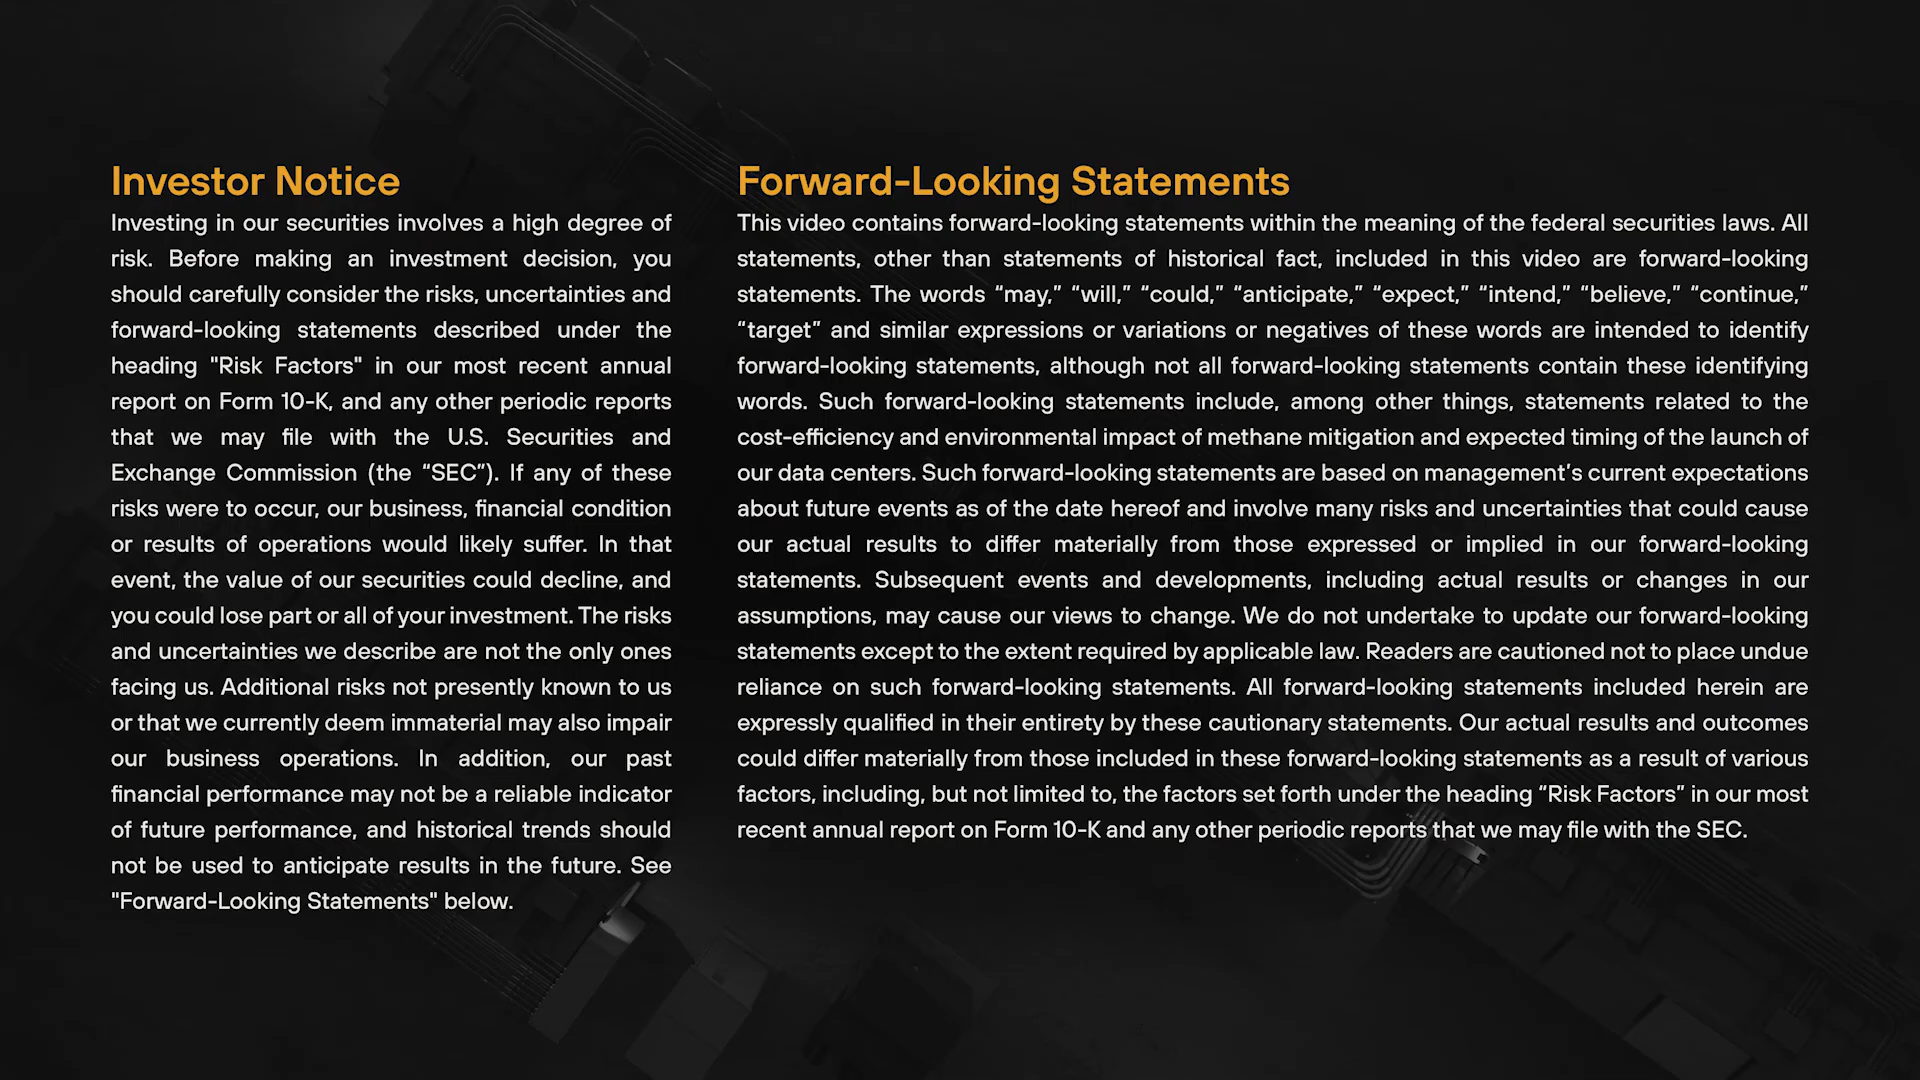 Investor Notice
Investing in our securities involves a high degree of
risk. Before making an investment decision, you
should carefully consider the risks, uncertainties and
forward-looking statements described under the
heading "Risk Factors" in our most recent annual
report on Form 10-K, and any other periodic reports
that we may file with the U.S. Securities and
Exchange Commission (the “SEC”). If any of these
risks were to occur, our business, financial condition
or results of operations would likely suffer. In that
event, the value of our securities could decline, and
you could lose part or all of your investment. The risks
and uncertainties we describe are not the only ones
facing us. Additional risks not presently known to us
or that we currently deem immaterial may also impair
our business operations. In addition, our past
financial performance may not be a reliable indicator
of future performance, and historical trends should
not be used to anticipate results in the future. See
"Forward-Looking Statements" below.
Forward-Looking Statements
This video contains forward-looking statements within the meaning of the federal securities laws. All
statements, other than statements of historical fact, included in this video are forward-looking
statements. The words “may,” “will,” “could,” “anticipate,” “expect,” “intend,” “believe,” “continue,”
“target” and similar expressions or variations or negatives of these words are intended to identify
forward-looking statements, although not all forward-looking statements contain these identifying
words. Such forward-looking statements include, among other things, statements related to the
cost-efficiency and environmental impact of methane mitigation and expected timing of the launch of
our data centers. Such forward-looking statements are based on management’s current expectations
about future events as of the date hereof and involve many risks and uncertainties that could cause
our actual results to differ materially from those expressed or implied in our forward-looking
statements. Subsequent events and developments, including actual results or changes in our
assumptions, may cause our views to change. We do not undertake to update our forward-looking
statements except to the extent required by applicable law. Readers are cautioned not to place undue
reliance on such forward-looking statements. All forward-looking statements included herein are
expressly qualified in their entirety by these cautionary statements. Our actual results and outcomes
could differ materially from those included in these forward-looking statements as a result of various
factors, including, but not limited to, the factors set forth under the heading “Risk Factors” in our most
recent annual report on Form 10-K and any other periodic reports that we may file with the SEC.